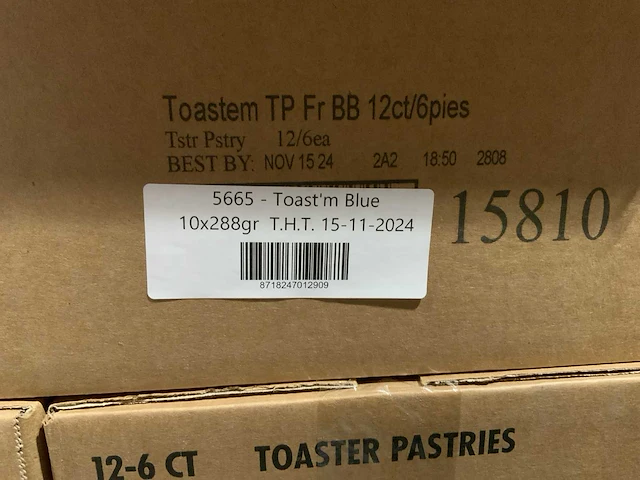 Toastem TP Fr BB 12ct/6pies
Tstr Pstry 12/6ea
BEST BY: NOV 15 24 2A2 18:50 2808
5665 - Toast'm Blue
10x288gr T.H.T. 15-11-2024
8718247012909
15810
12-6 CT TOASTER PASTRIES